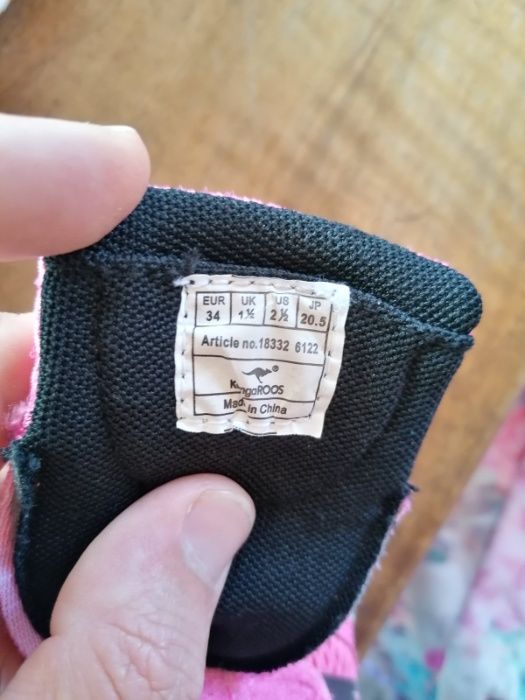 EUR UK US JP
34 1½ 2½ 20.5
Article no.18332 6122
KangaROOS ®
Made in China